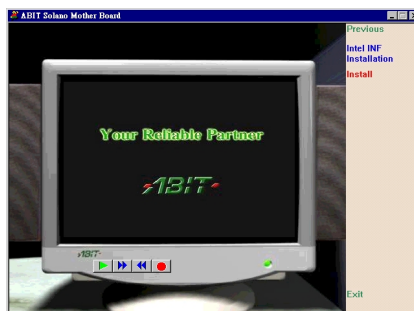 ABIT Solano Mother Board
Previous
Intel INF
Installation
Install
Your Reliable Partner
ABIT
ABIT
Exit